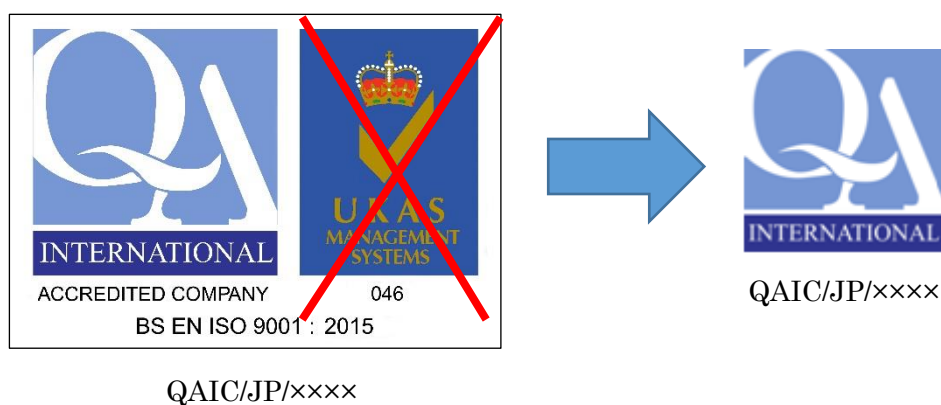 QA
INTERNATIONAL
UKAS
MANAGEMENT
SYSTEMS
ACCREDITED COMPANY
046
BS EN ISO 9001 : 2015
QAIC/JP/××××
QA
INTERNATIONAL
QAIC/JP/××××